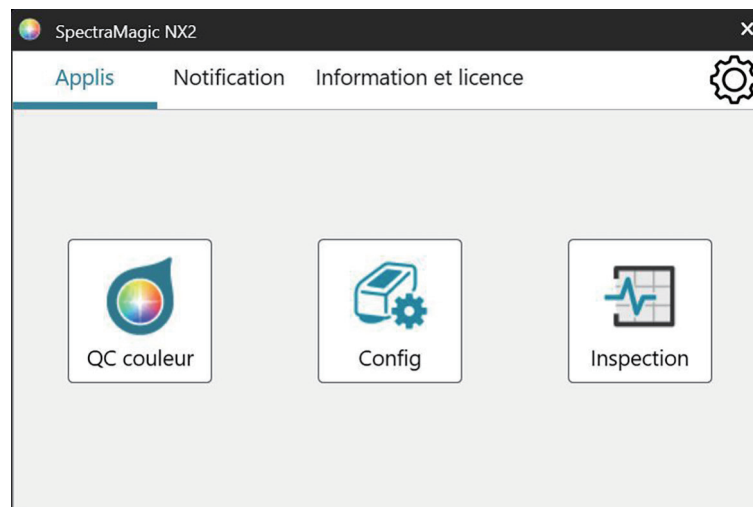 SpectraMagic NX2
Applis Notification Information et licence
QC couleur Config Inspection